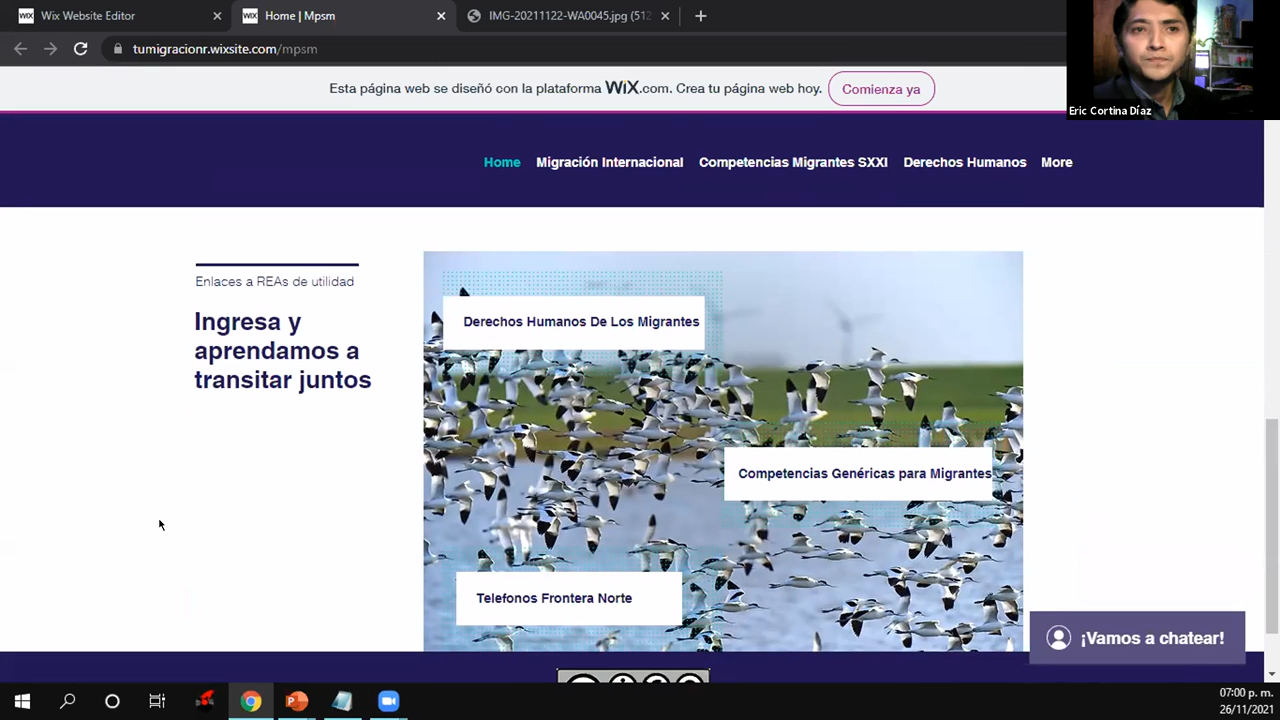 Wix Website Editor
Home | Mpsm
IMG-20211122-WA0045.jpg (512
tumigracionr.wixsite.com/mpsm
Esta página web se diseñó con la plataforma WiX.com. Crea tu página web hoy.
Comienza ya
Eric Cortina Díaz
Home
Migración Internacional
Competencias Migrantes SXXI
Derechos Humanos
More
Enlaces a REAs de utilidad
Ingresa y
aprendamos a
transitar juntos
Derechos Humanos De Los Migrantes
Competencias Genéricas para Migrantes
Telefonos Frontera Norte
¡Vamos a chatear!
07:00 p. m.
26/11/2021